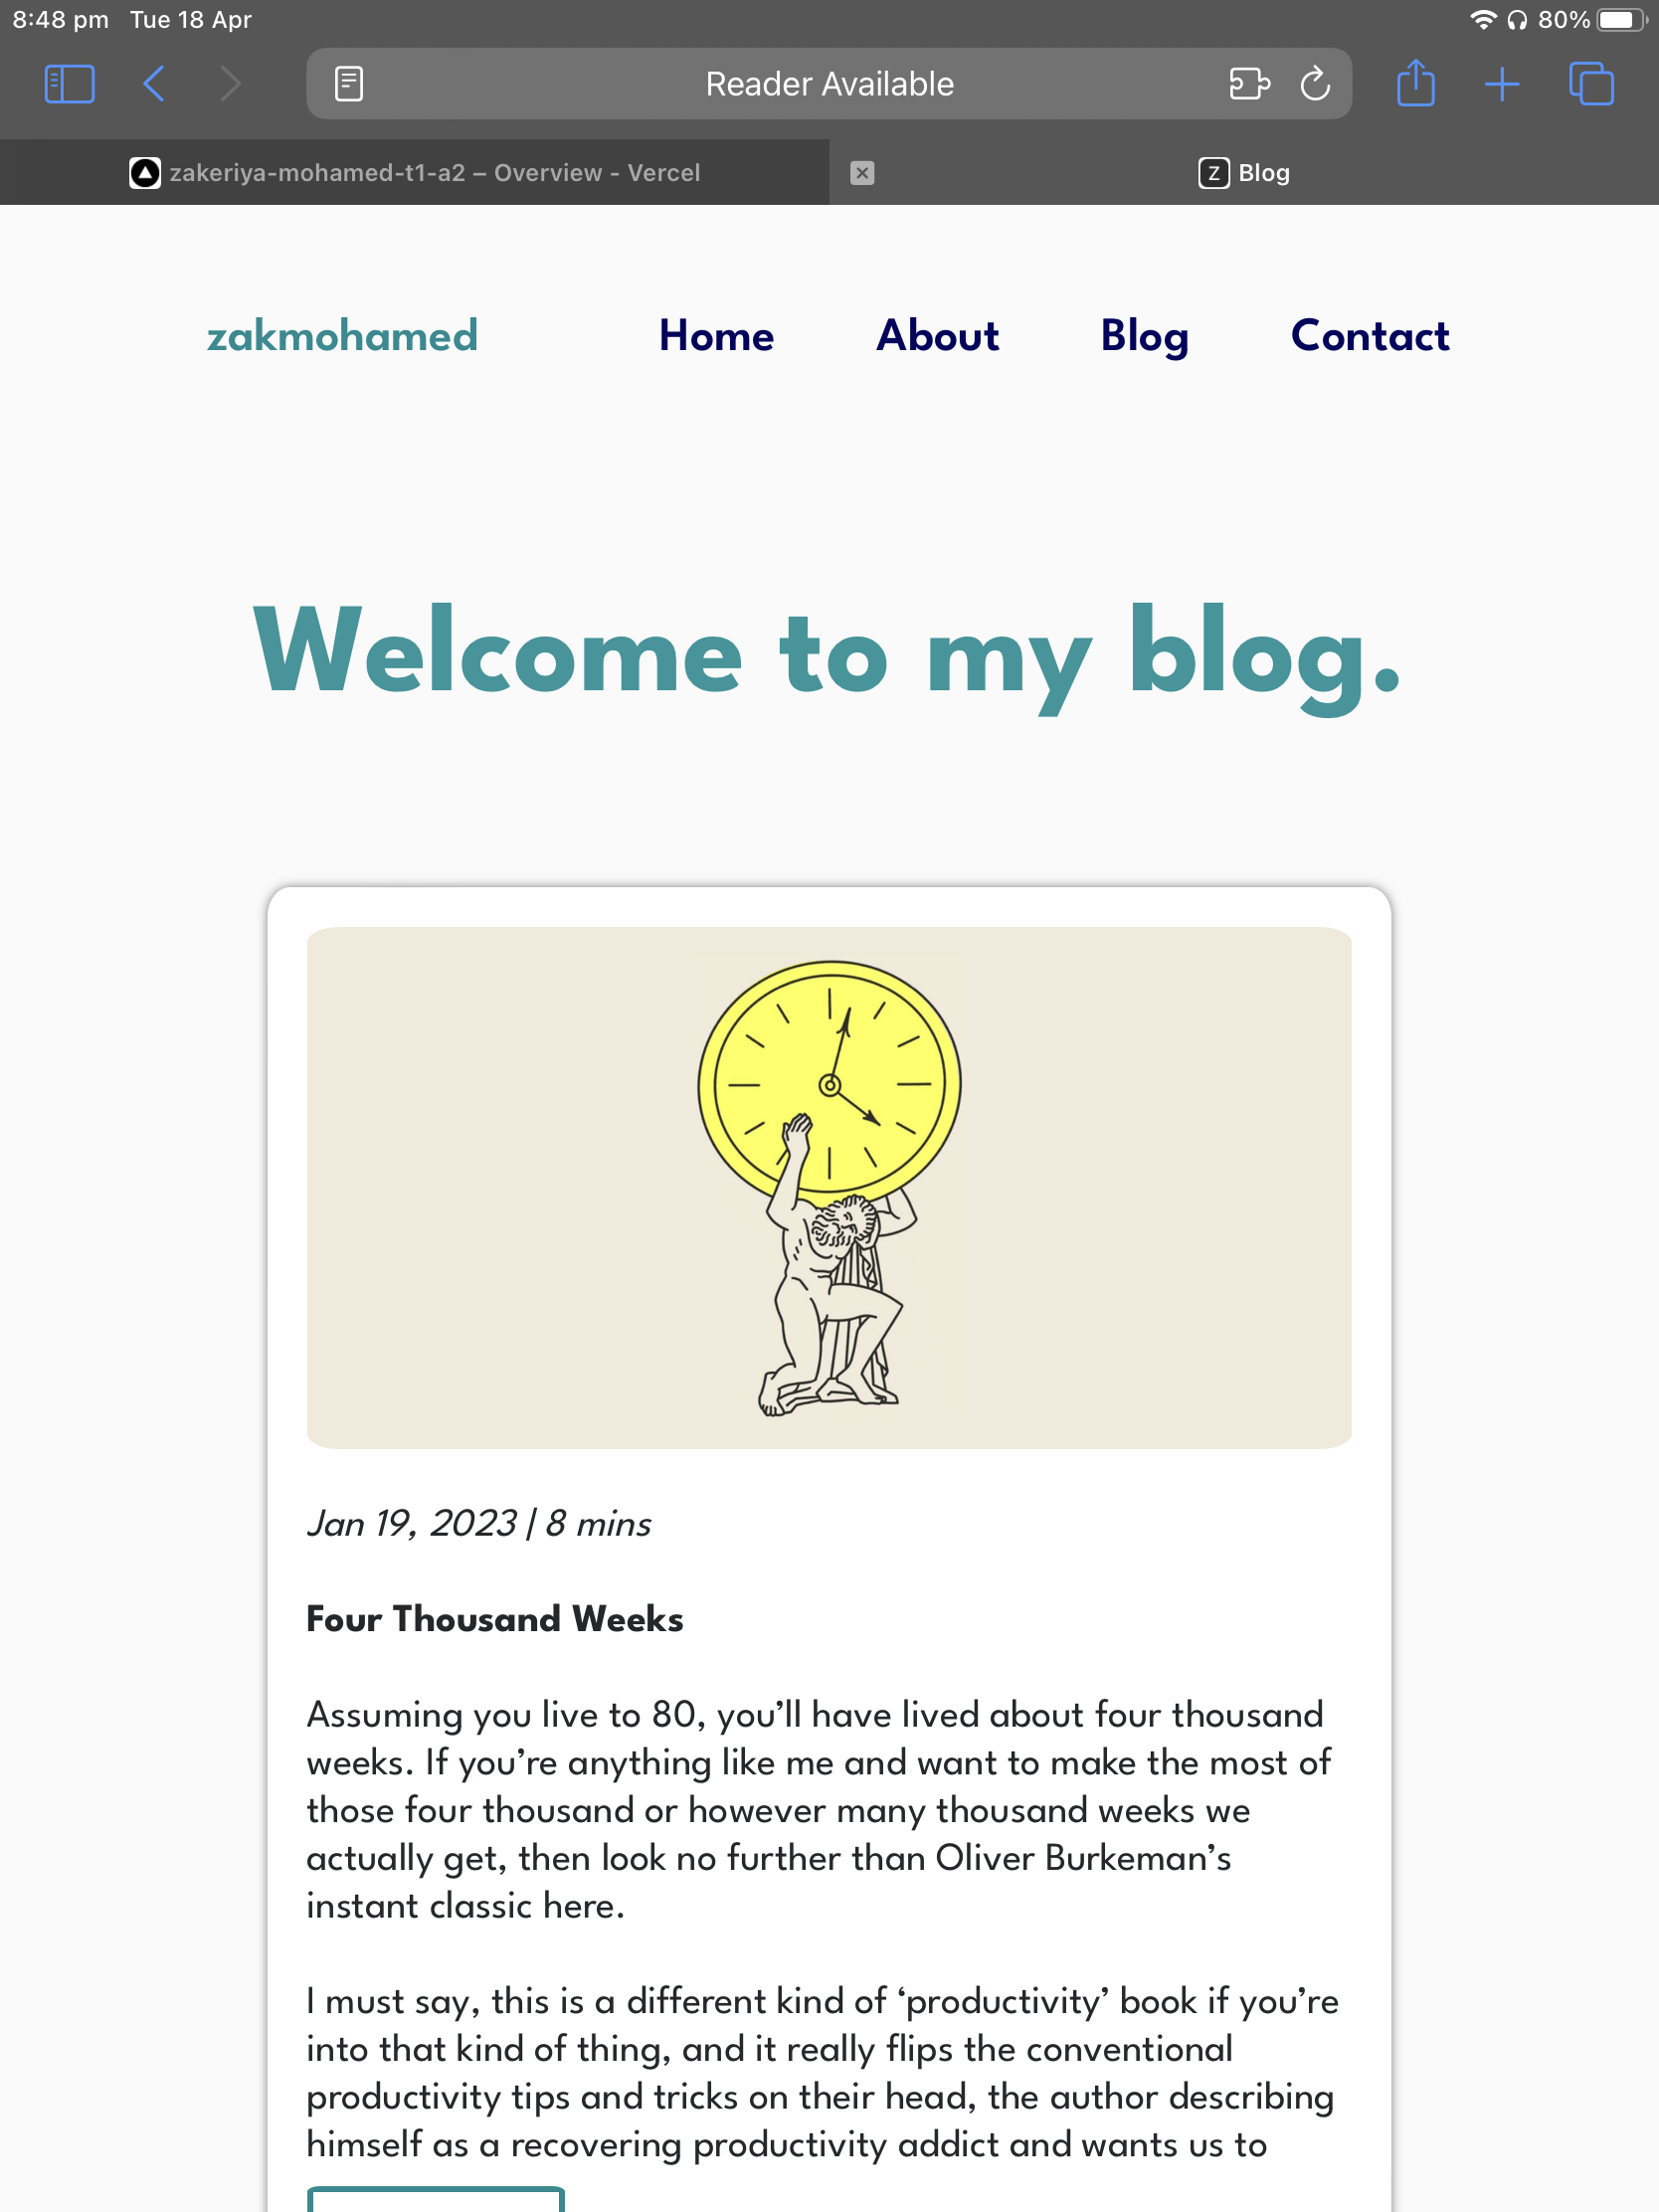 8:48 pm Tue 18 Apr 80%
Reader Available
zakeriya-mohamed-t1-a2 – Overview - Vercel
Z Blog
zakmohamed Home About Blog Contact
Welcome to my blog.
Jan 19, 2023 | 8 mins
Four Thousand Weeks
Assuming you live to 80, you’ll have lived about four thousand
weeks. If you’re anything like me and want to make the most of
those four thousand or however many thousand weeks we
actually get, then look no further than Oliver Burkeman’s
instant classic here.
I must say, this is a different kind of ‘productivity’ book if you’re
into that kind of thing, and it really flips the conventional
productivity tips and tricks on their head, the author describing
himself as a recovering productivity addict and wants us to